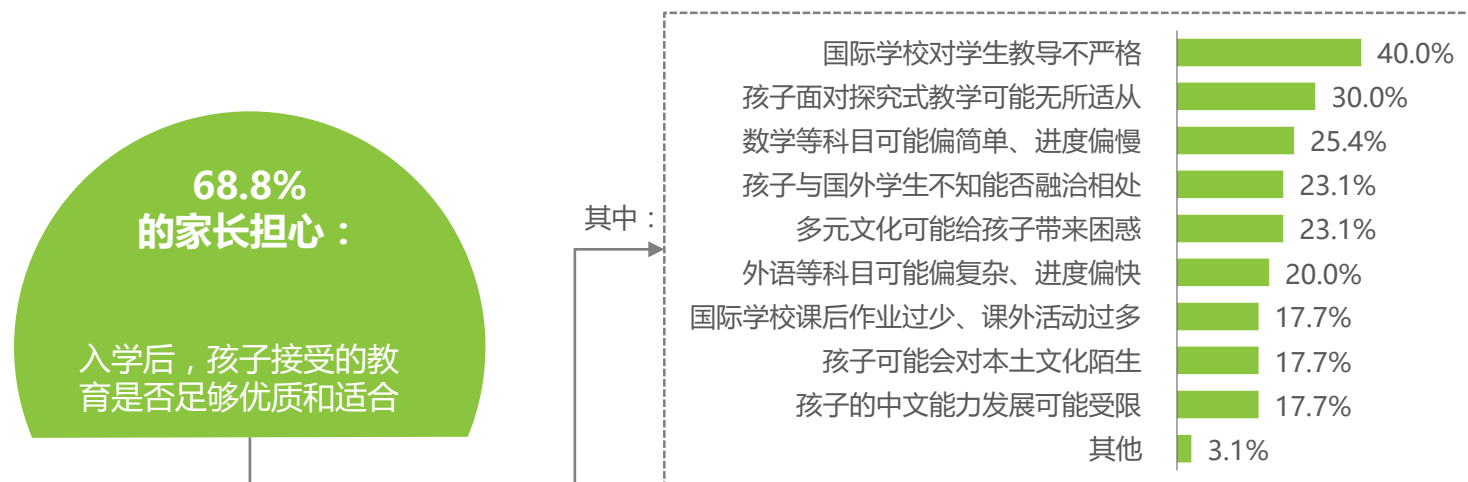 68.8%
的家长担心：
入学后，孩子接受的教
育是否足够优质和适合
其中：
国际学校对学生教导不严格 40.0%
孩子面对探究式教学可能无所适从 30.0%
数学等科目可能偏简单、进度偏慢 25.4%
孩子与国外学生不知能否融洽相处 23.1%
多元文化可能给孩子带来困惑 23.1%
外语等科目可能偏复杂、进度偏快 20.0%
国际学校课后作业过少、课外活动过多 17.7%
孩子可能会对本土文化陌生 17.7%
孩子的中文能力发展可能受限 17.7%
其他 3.1%